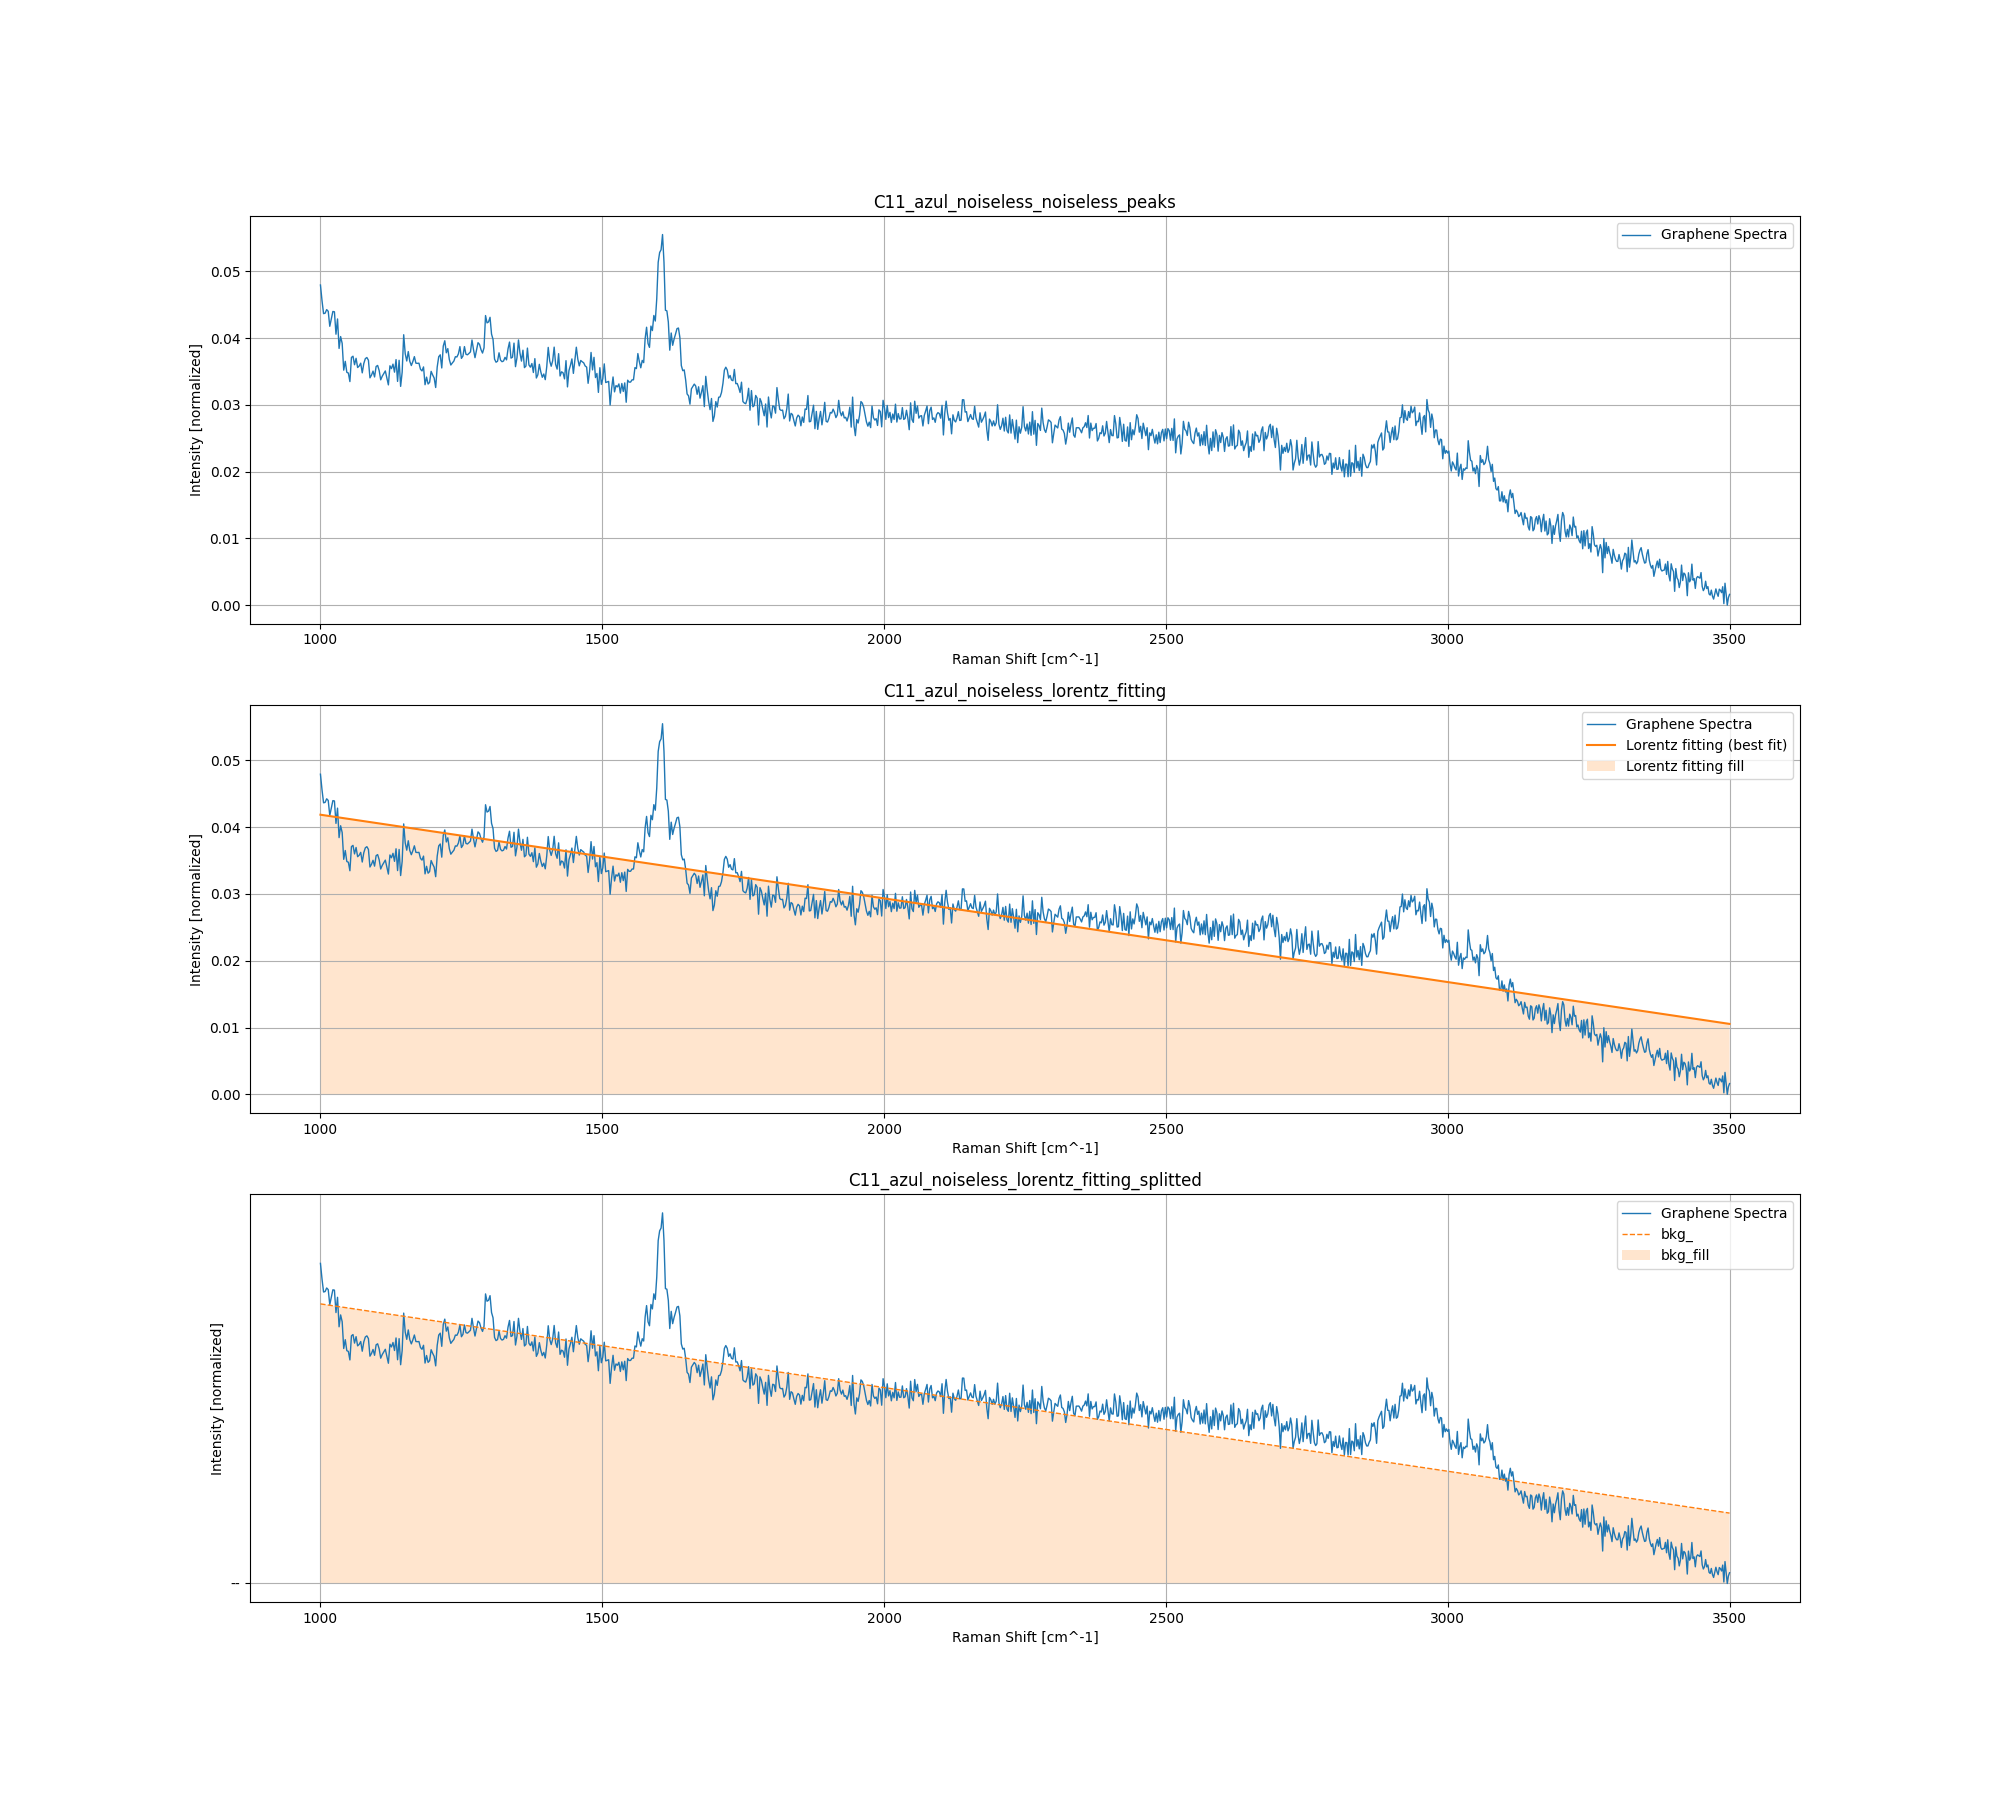 C11_azul_noiseless_noiseless_peaks
Graphene Spectra
0.05
0.04
0.03
0.02
0.01
0.00
Intensity [normalized]
1000 1500 2000 2500 3000 3500
Raman Shift [cm^-1]
C11_azul_noiseless_lorentz_fitting
Graphene Spectra
Lorentz fitting (best fit)
Lorentz fitting fill
0.05
0.04
0.03
0.02
0.01
0.00
Intensity [normalized]
1000 1500 2000 2500 3000 3500
Raman Shift [cm^-1]
C11_azul_noiseless_lorentz_fitting_splitted
Graphene Spectra
bkg_
bkg_fill
Intensity [normalized]
--
1000 1500 2000 2500 3000 3500
Raman Shift [cm^-1]